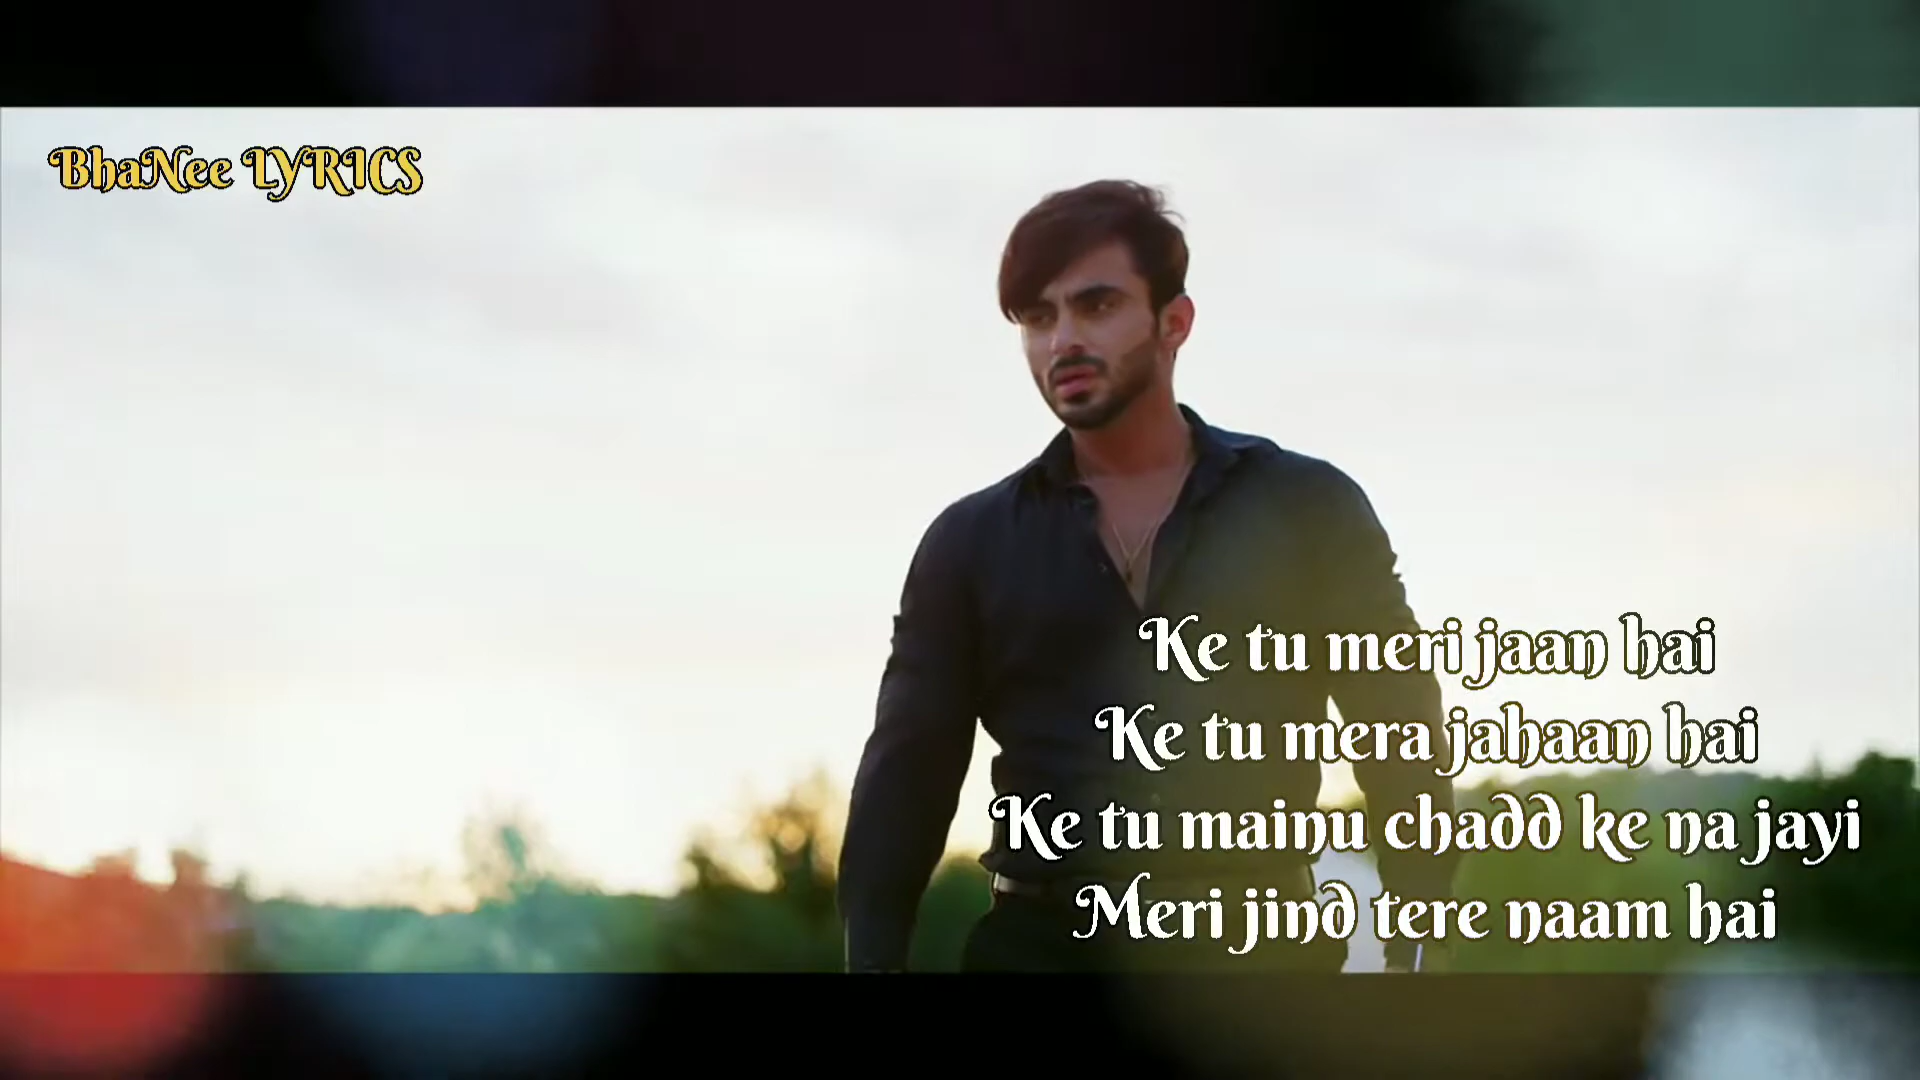 BhaNee LYRICS
Ke tu meri jaan hai
Ke tu mera jahaan hai
Ke tu mainu chadd ke na jayi
Meri jind tere naam hai